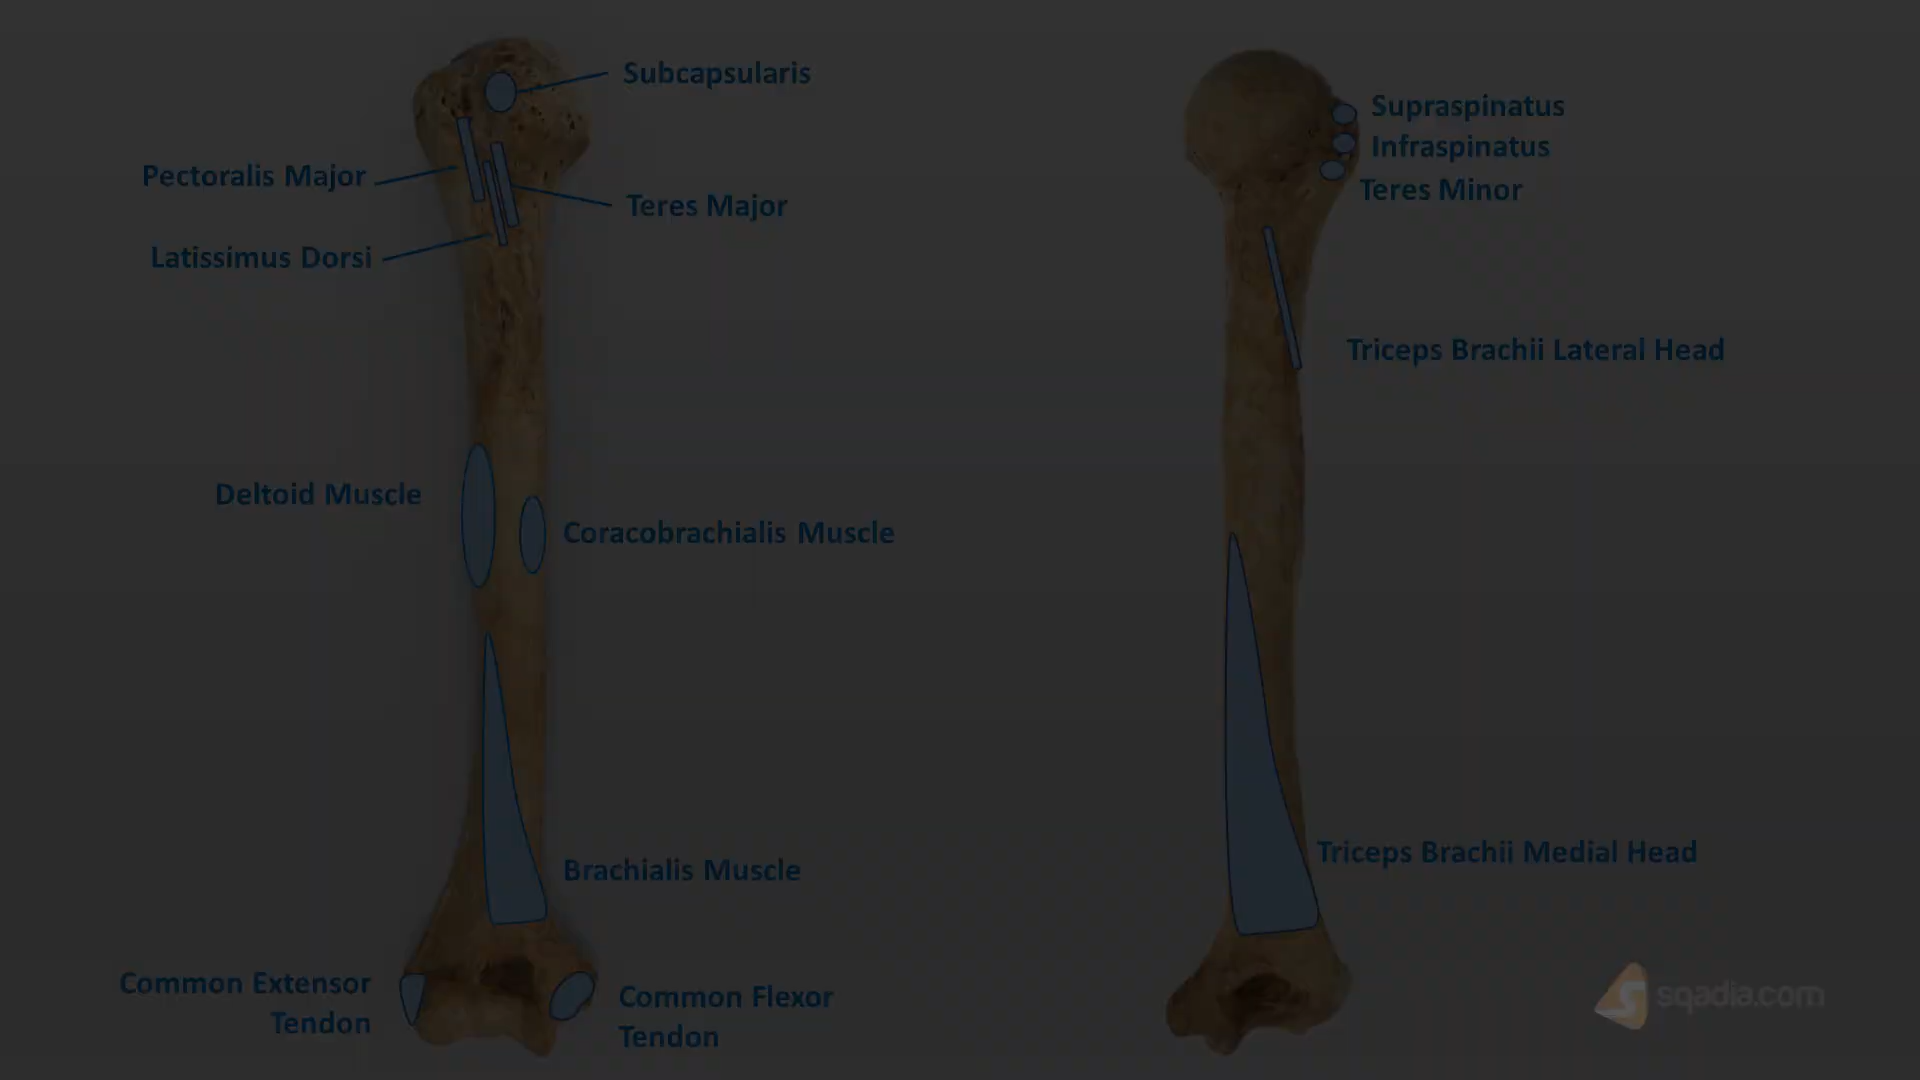 Subcapsularis
Pectoralis Major
Teres Major
Latissimus Dorsi
Deltoid Muscle
Coracobrachialis Muscle
Brachialis Muscle
Common Extensor
Tendon
Common Flexor
Tendon
Supraspinatus
Infraspinatus
Teres Minor
Triceps Brachii Lateral Head
Triceps Brachii Medial Head
sqadia.com